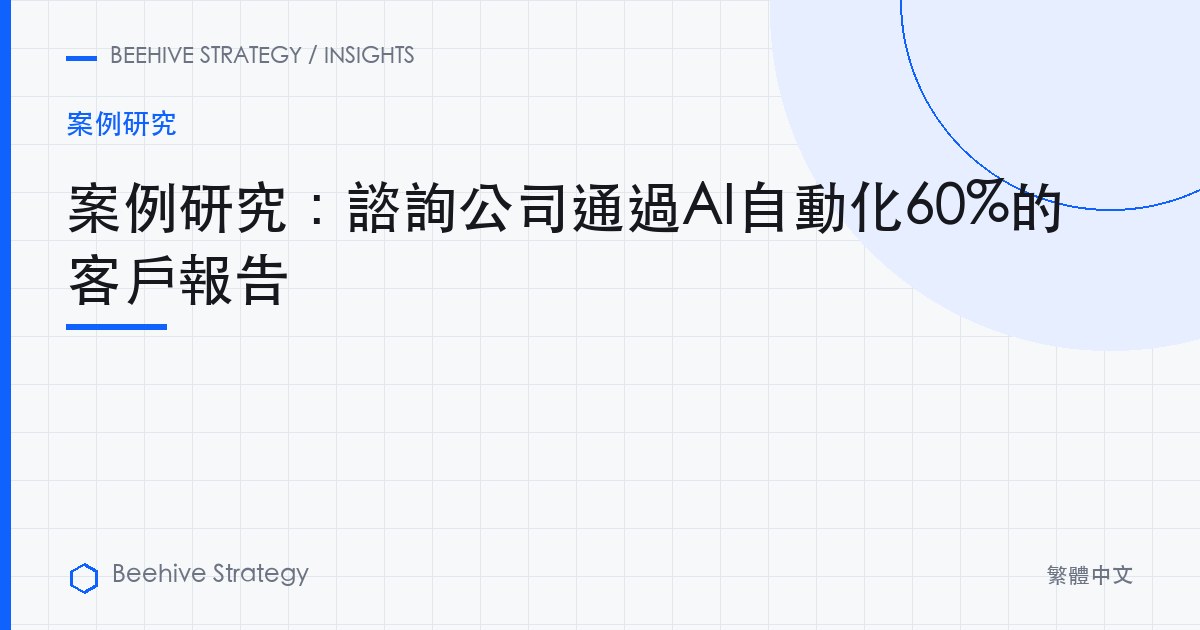 BEEHIVE STRATEGY / INSIGHTS
案例研究
案例研究：諮詢公司通過AI自動化60%的
客戶報告
Beehive Strategy
繁體中文